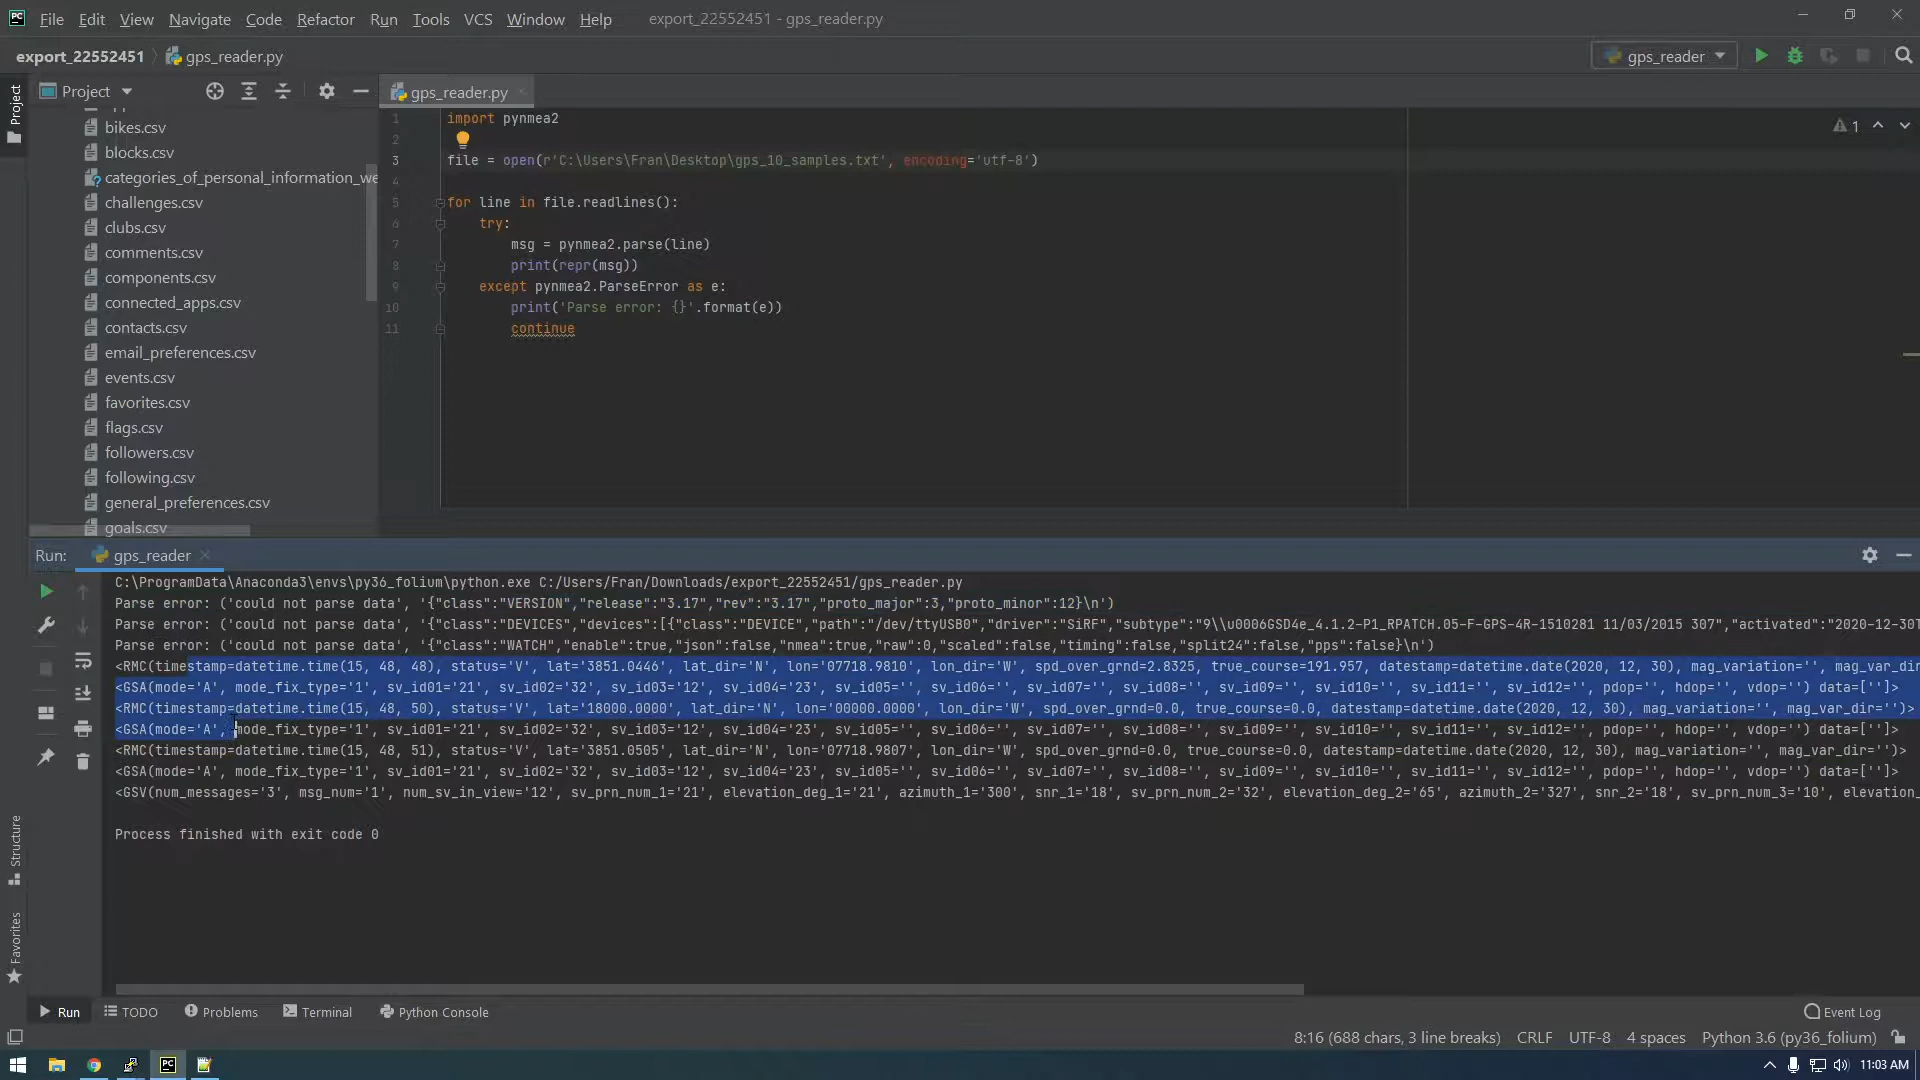 File Edit View Navigate Code Refactor Run Tools VCS Window Help export_22552451 - gps_reader.py
export_22552451 gps_reader.py gps_reader
Project
Project
gps_reader.py
bikes.csv
blocks.csv
categories_of_personal_information_we
challenges.csv
clubs.csv
comments.csv
components.csv
connected_apps.csv
contacts.csv
email_preferences.csv
events.csv
favorites.csv
flags.csv
followers.csv
following.csv
general_preferences.csv
goals.csv
1 import pynmea2
2
3 file = open(r'C:\Users\Fran\Desktop\gps_10_samples.txt', encoding='utf-8')
4
5 for line in file.readlines():
6 try:
7 msg = pynmea2.parse(line)
8 print(repr(msg))
9 except pynmea2.ParseError as e:
10 print('Parse error: {}'.format(e))
11 continue
1
Run: gps_reader
C:\ProgramData\Anaconda3\envs\py36_folium\python.exe C:/Users/Fran/Downloads/export_22552451/gps_reader.py
Parse error: ('could not parse data', '{"class":"VERSION","release":"3.17","rev":"3.17","proto_major":3,"proto_minor":12}\n')
Parse error: ('could not parse data', '{"class":"DEVICES","devices":[{"class":"DEVICE","path":"/dev/ttyUSB0","driver":"SiRF","subtype":"9\\u0006GSD4e_4.1.2-P1_RPATCH.05-F-GPS-4R-1510281 11/03/2015 307","activated":"2020-12-30T
Parse error: ('could not parse data', '{"class":"WATCH","enable":true,"json":false,"nmea":true,"raw":0,"scaled":false,"timing":false,"split24":false,"pps":false}\n')
<RMC(timestamp=datetime.time(15, 48, 48), status='V', lat='3851.0446', lat_dir='N', lon='07718.9810', lon_dir='W', spd_over_grnd=2.8325, true_course=191.957, datestamp=datetime.date(2020, 12, 30), mag_variation='', mag_var_dir
<GSA(mode='A', mode_fix_type='1', sv_id01='21', sv_id02='32', sv_id03='12', sv_id04='23', sv_id05='', sv_id06='', sv_id07='', sv_id08='', sv_id09='', sv_id10='', sv_id11='', sv_id12='', pdop='', hdop='', vdop='') data=['']>
<RMC(timestamp=datetime.time(15, 48, 50), status='V', lat='18000.0000', lat_dir='N', lon='00000.0000', lon_dir='W', spd_over_grnd=0.0, true_course=0.0, datestamp=datetime.date(2020, 12, 30), mag_variation='', mag_var_dir='')>
<GSA(mode='A', mode_fix_type='1', sv_id01='21', sv_id02='32', sv_id03='12', sv_id04='23', sv_id05='', sv_id06='', sv_id07='', sv_id08='', sv_id09='', sv_id10='', sv_id11='', sv_id12='', pdop='', hdop='', vdop='') data=['']>
<RMC(timestamp=datetime.time(15, 48, 51), status='V', lat='3851.0505', lat_dir='N', lon='07718.9807', lon_dir='W', spd_over_grnd=0.0, true_course=0.0, datestamp=datetime.date(2020, 12, 30), mag_variation='', mag_var_dir='')>
<GSA(mode='A', mode_fix_type='1', sv_id01='21', sv_id02='32', sv_id03='12', sv_id04='23', sv_id05='', sv_id06='', sv_id07='', sv_id08='', sv_id09='', sv_id10='', sv_id11='', sv_id12='', pdop='', hdop='', vdop='') data=['']>
<GSV(num_messages='3', msg_num='1', num_sv_in_view='12', sv_prn_num_1='21', elevation_deg_1='21', azimuth_1='300', snr_1='18', sv_prn_num_2='32', elevation_deg_2='65', azimuth_2='327', snr_2='18', sv_prn_num_3='10', elevation_
Process finished with exit code 0
Structure
Favorites
Run TODO Problems Terminal Python Console Event Log
8:16 (688 chars, 3 line breaks) CRLF UTF-8 4 spaces Python 3.6 (py36_folium)
11:03 AM